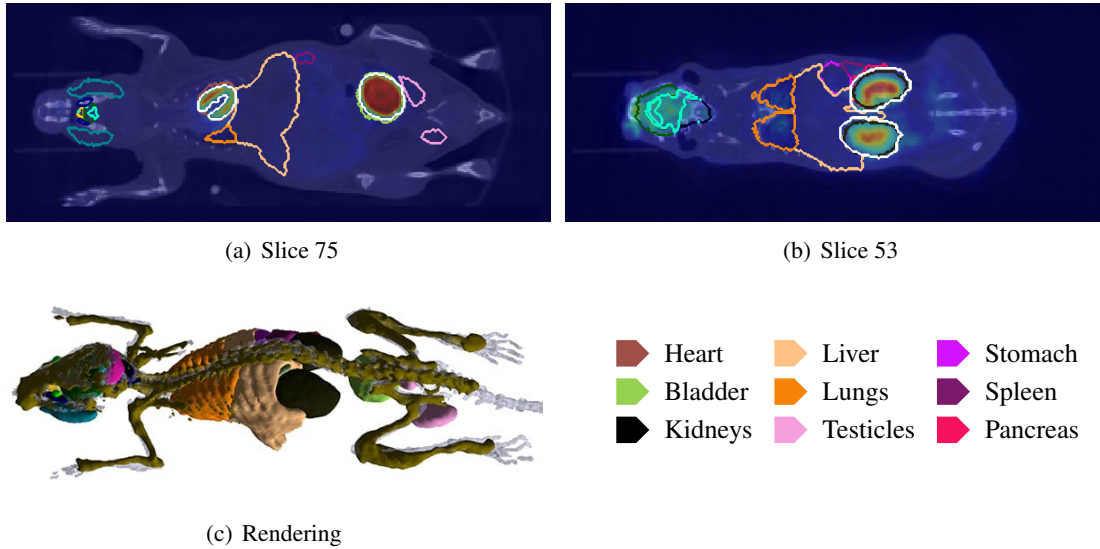 (a) Slice 75
(b) Slice 53
Heart
Liver
Stomach
Bladder
Lungs
Spleen
Kidneys
Testicles
Pancreas
(c) Rendering